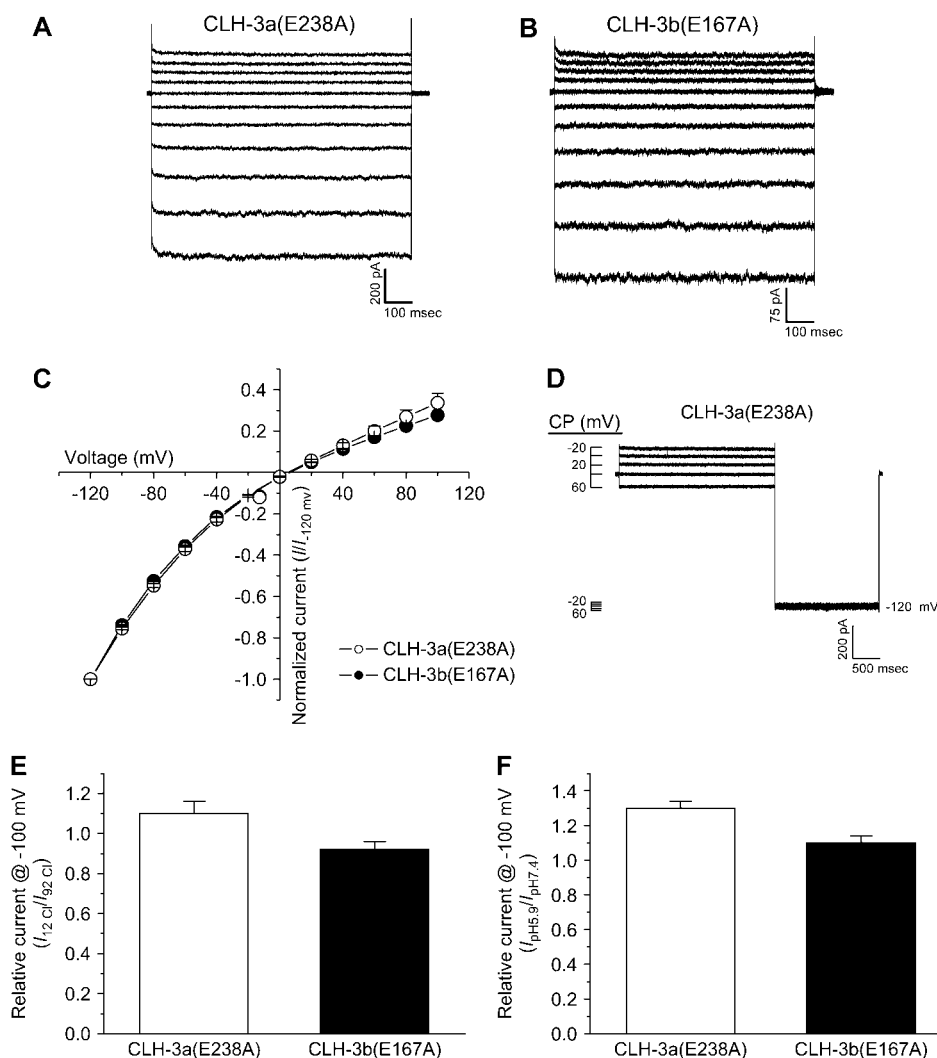 A
CLH-3a(E238A)
200 pA
100 msec
B
CLH-3b(E167A)
75 pA
100 msec
C
Voltage (mV)
-120
-80
-40
0
40
80
120
0.4
0.2
-0.2
-0.4
-0.6
-0.8
-1.0
Normalized current (I/I-120 mv)
CLH-3a(E238A)
CLH-3b(E167A)
D
CLH-3a(E238A)
CP (mV)
-20
20
60
-20
60
-120 mV
200 pA
500 msec
E
Relative current @ -100 mV
(I12 Cl/I92 Cl)
1.2
1.0
0.8
0.6
0.4
0.2
0.0
CLH-3a(E238A)
CLH-3b(E167A)
F
Relative current @ -100 mV
(IpH5.9/IpH7.4)
1.4
1.2
1.0
0.8
0.6
0.4
0.2
0.0
CLH-3a(E238A)
CLH-3b(E167A)